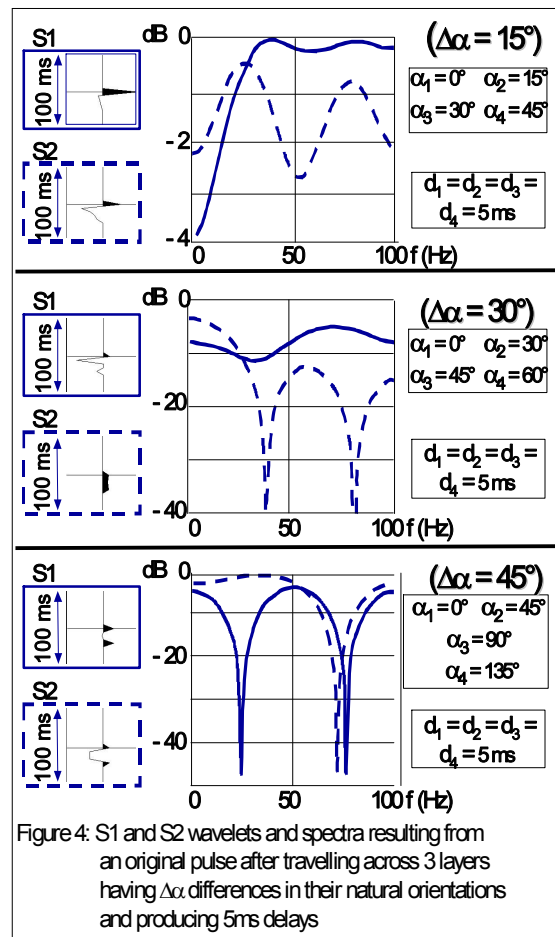 S1
100 ms
S2
100 ms
dB
0
-2
-4
0
50
100
f (Hz)
(Δα = 15°)
α1 = 0° α2 = 15°
α3 = 30° α4 = 45°
d1 = d2 = d3 =
d4 = 5 ms
S1
100 ms
S2
100 ms
dB
0
-20
-40
0
50
100
f (Hz)
(Δα = 30°)
α1 = 0° α2 = 30°
α3 = 45° α4 = 60°
d1 = d2 = d3 =
d4 = 5 ms
S1
100 ms
S2
100 ms
dB
0
-20
-40
0
50
100
f (Hz)
(Δα = 45°)
α1 = 0° α2 = 45°
α3 = 90°
α4 = 135°
d1 = d2 = d3 =
d4 = 5 ms
Figure 4: S1 and S2 wavelets and spectra resulting from
an original pulse after travelling across 3 layers
having Δα differences in their natural orientations
and producing 5ms delays